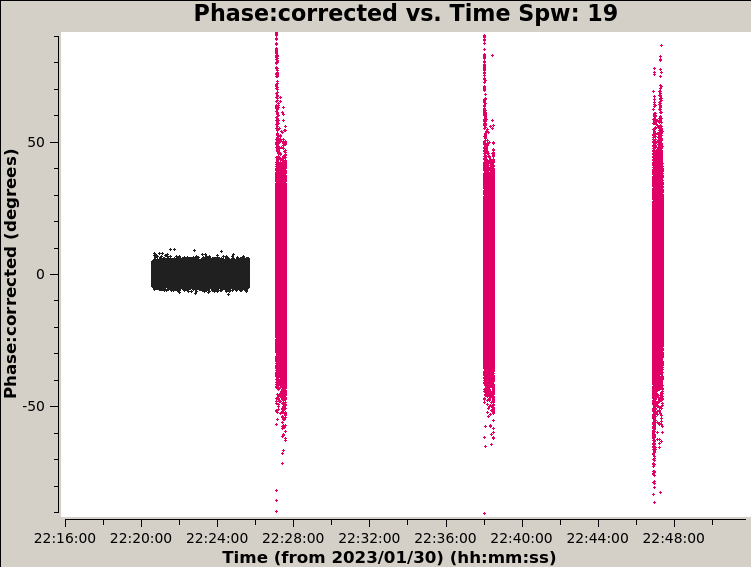 Phase:corrected vs. Time Spw: 19
Phase:corrected (degrees)
50
0
-50
22:16:00 22:20:00 22:24:00 22:28:00 22:32:00 22:36:00 22:40:00 22:44:00 22:48:00
Time (from 2023/01/30) (hh:mm:ss)